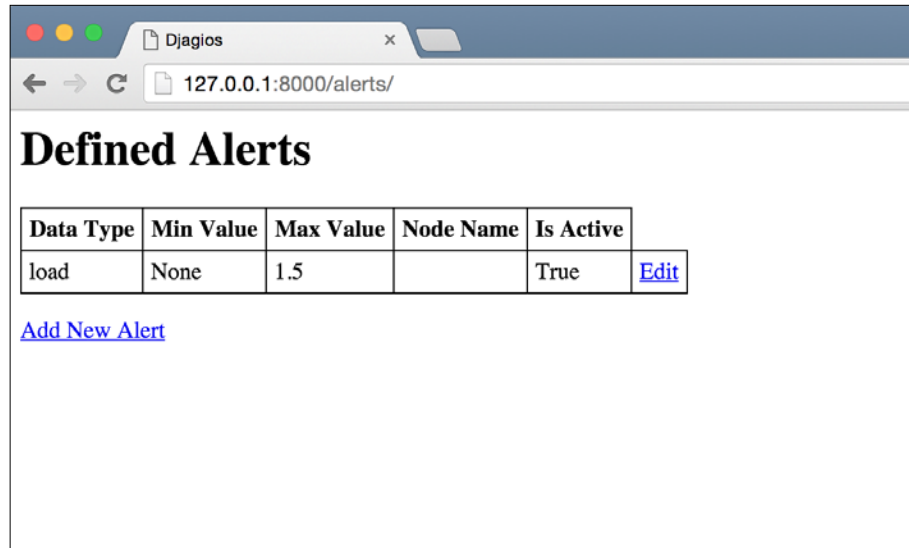 Djagios
127.0.0.1:8000/alerts/
Defined Alerts
Data Type Min Value Max Value Node Name Is Active
load None 1.5 True Edit
Add New Alert